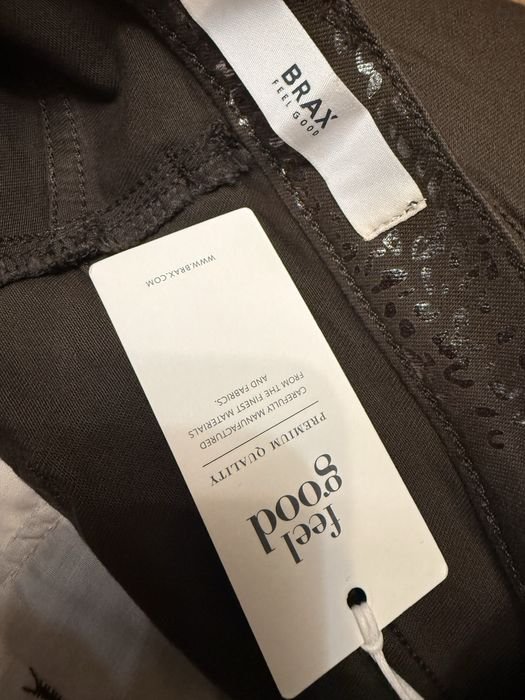 BRAX
FEEL GOOD
feel
good
PREMIUM QUALITY
CAREFULLY MANUFACTURED
FROM THE FINEST MATERIALS
AND FABRICS.
WWW.BRAX.COM